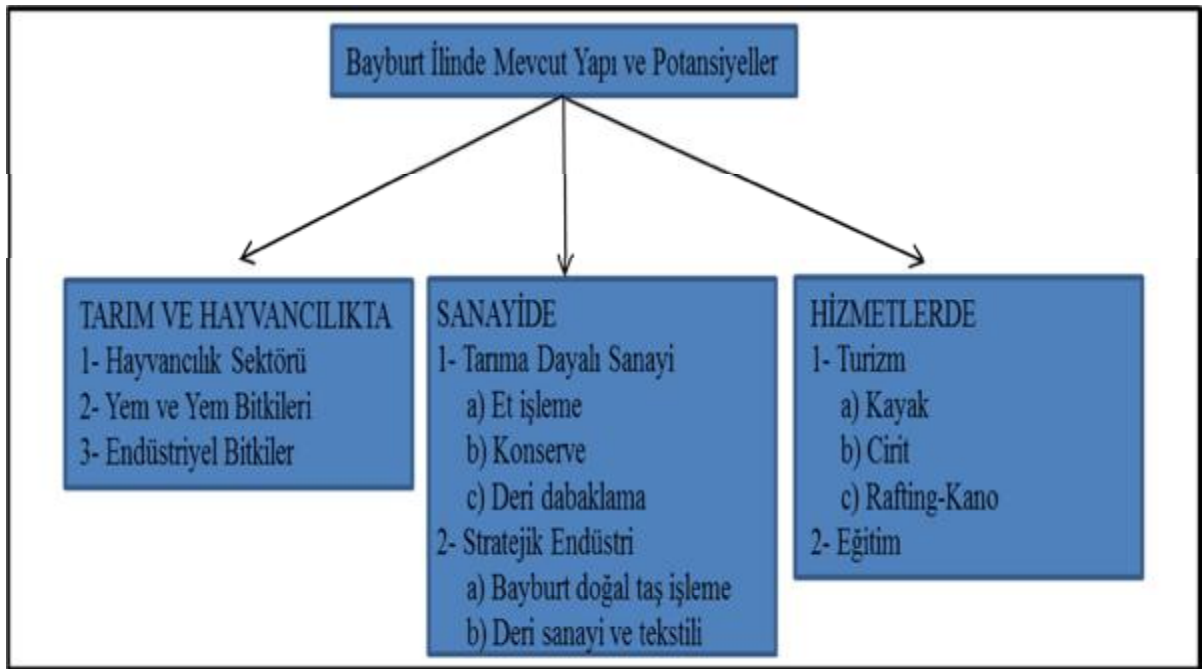 Bayburt İlinde Mevcut Yapı ve Potansiyeller
TARIM VE HAYVANCILIKTA
1- Hayvancılık Sektörü
2- Yem ve Yem Bitkileri
3- Endüstriyel Bitkiler
SANAYİDE
1- Tarıma Dayalı Sanayi
a) Et işleme
b) Konserve
c) Deri dabaklama
2- Stratejik Endüstri
a) Bayburt doğal taş işleme
b) Deri sanayi ve tekstili
HİZMETLERDE
1- Turizm
a) Kayak
b) Cirit
c) Rafting-Kano
2- Eğitim